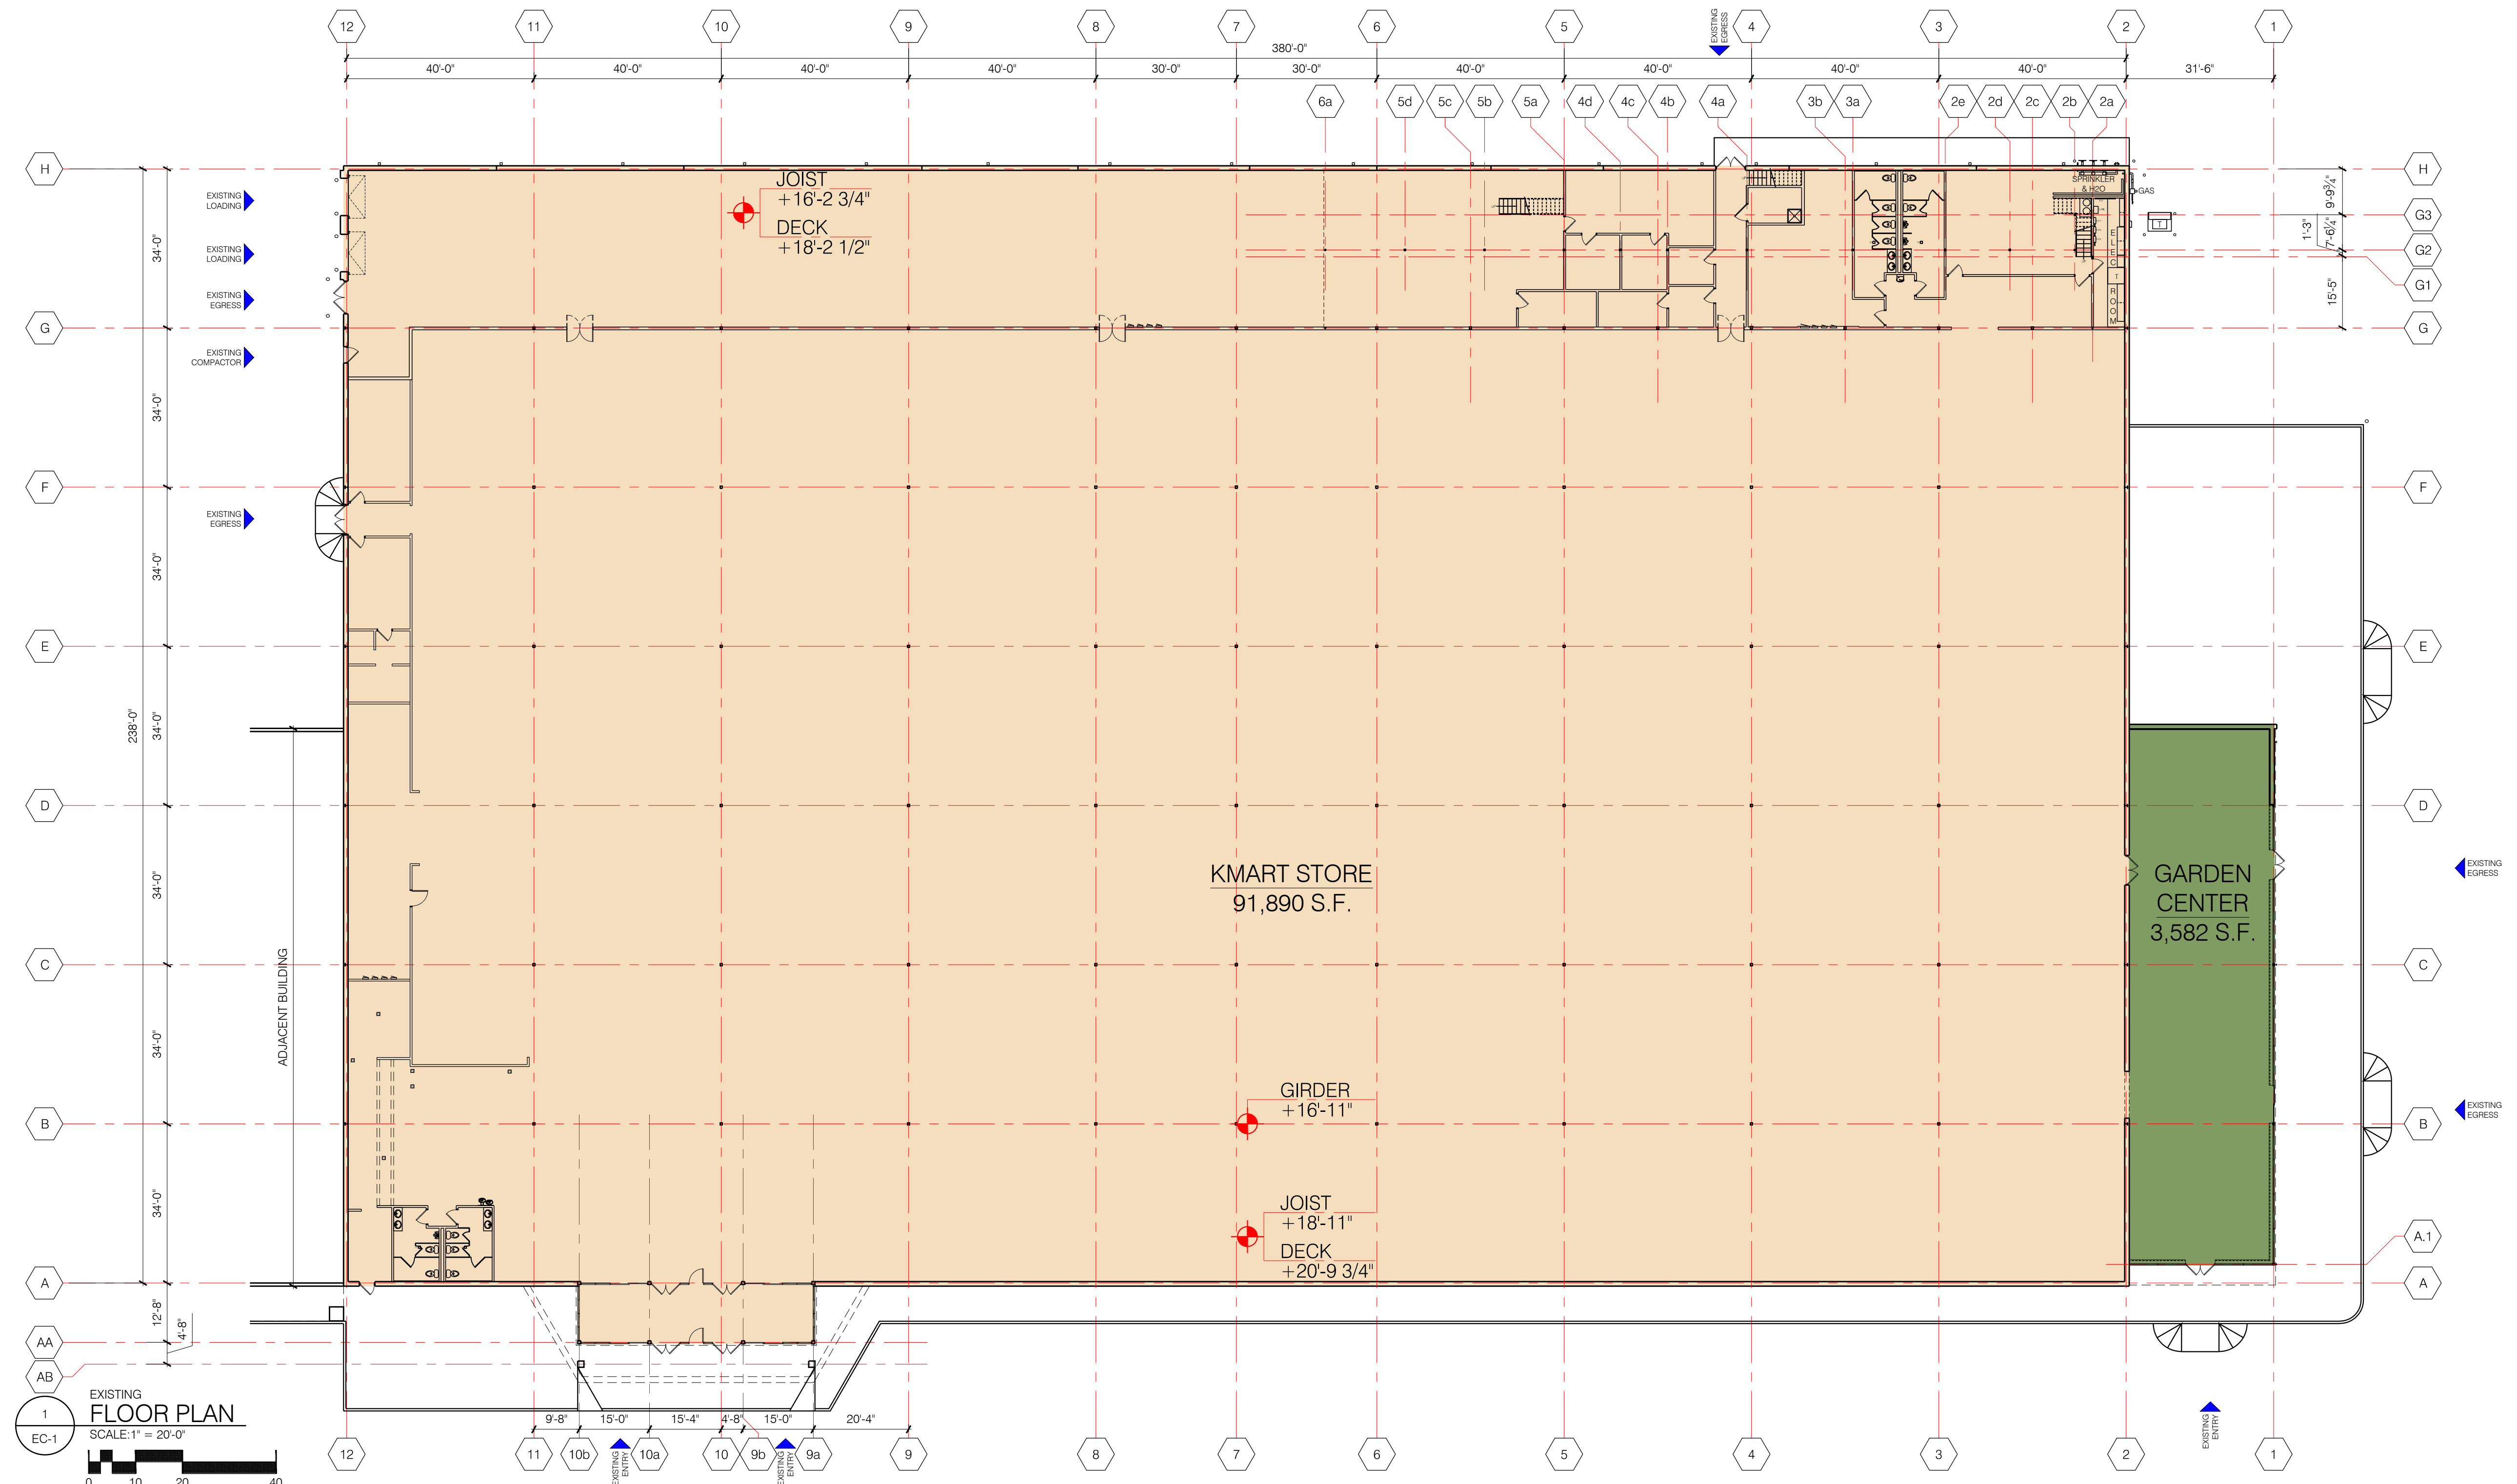 12 11 10 9 8 7 6 5 4 3 2 1
EXISTING
EGRESS
380'-0"
40'-0" 40'-0" 40'-0" 40'-0" 30'-0" 30'-0" 40'-0" 40'-0" 40'-0" 40'-0" 31'-6"
6a 5d 5c 5b 5a 4d 4c 4b 4a 3b 3a 2e 2d 2c 2b 2a
H
H
EXISTING
LOADING
EXISTING
LOADING
EXISTING
EGRESS
EXISTING
COMPACTOR
EXISTING
EGRESS
JOIST
+16'-2 3/4"
DECK
+18'-2 1/2"
SPRINKLER
& H2O
GAS
T
ELEC
T
ROOM
9'-9¾"
1'-3"
7'-6¼"
15'-5"
G3
G2
G1
G
G
F
F
E
E
D
D
C
C
B
B
A
A.1
A
AA
AB
34'-0"
34'-0"
34'-0"
34'-0"
34'-0"
34'-0"
34'-0"
238'-0"
12'-8"
4'-8"
ADJACENT BUILDING
KMART STORE
91,890 S.F.
GARDEN
CENTER
3,582 S.F.
EXISTING
EGRESS
EXISTING
EGRESS
GIRDER
+16'-11"
JOIST
+18'-11"
DECK
+20'-9 3/4"
9'-8" 15'-0" 15'-4" 4'-8" 15'-0" 20'-4"
12 11 10b 10a 10 9b 9a 9 8 7 6 5 4 3 2 1
EXISTING
ENTRY
EXISTING
ENTRY
EXISTING
ENTRY
1
EC-1
EXISTING
FLOOR PLAN
SCALE:1" = 20'-0"
0 10 20 40